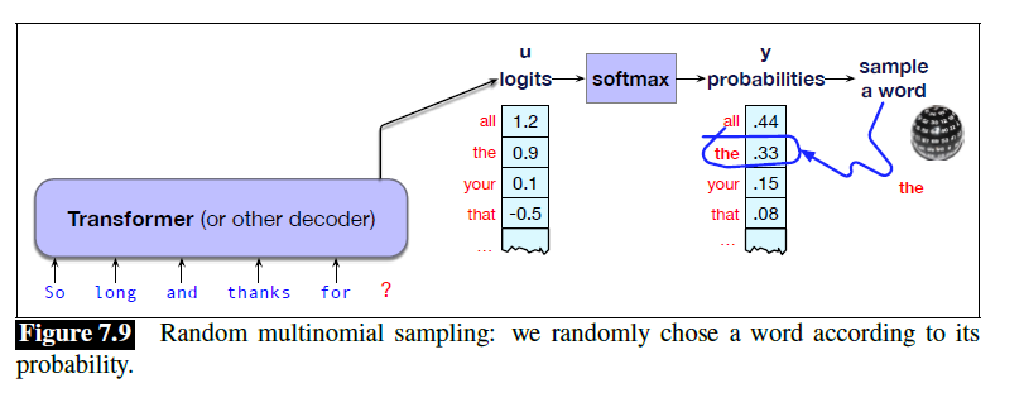 u
logits
softmax
y
probabilities
sample
a word
all 1.2
the 0.9
your 0.1
that -0.5
...
all .44
the .33
your .15
that .08
...
the
Transformer (or other decoder)
So long and thanks for ?
Figure 7.9 Random multinomial sampling: we randomly chose a word according to its
probability.